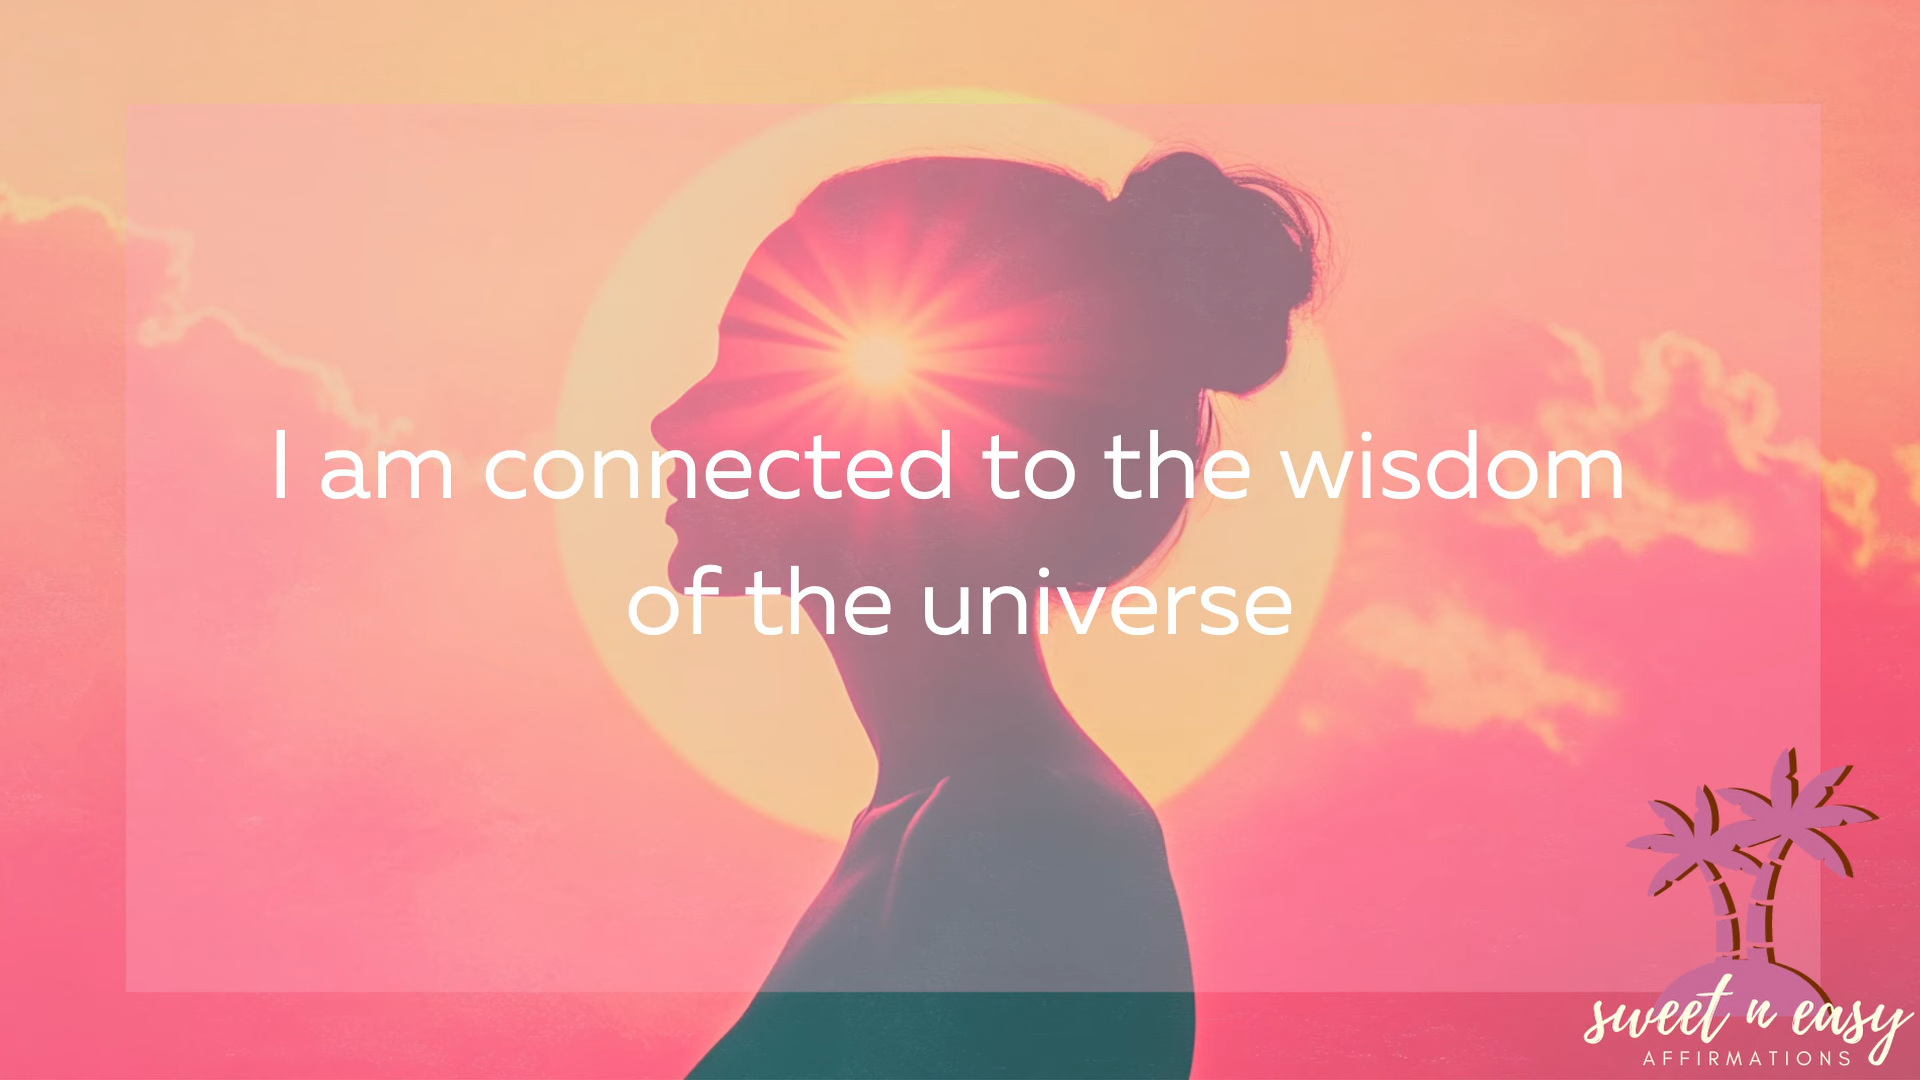 I am connected to the wisdom
of the universe
sweet n easy
AFFIRMATIONS